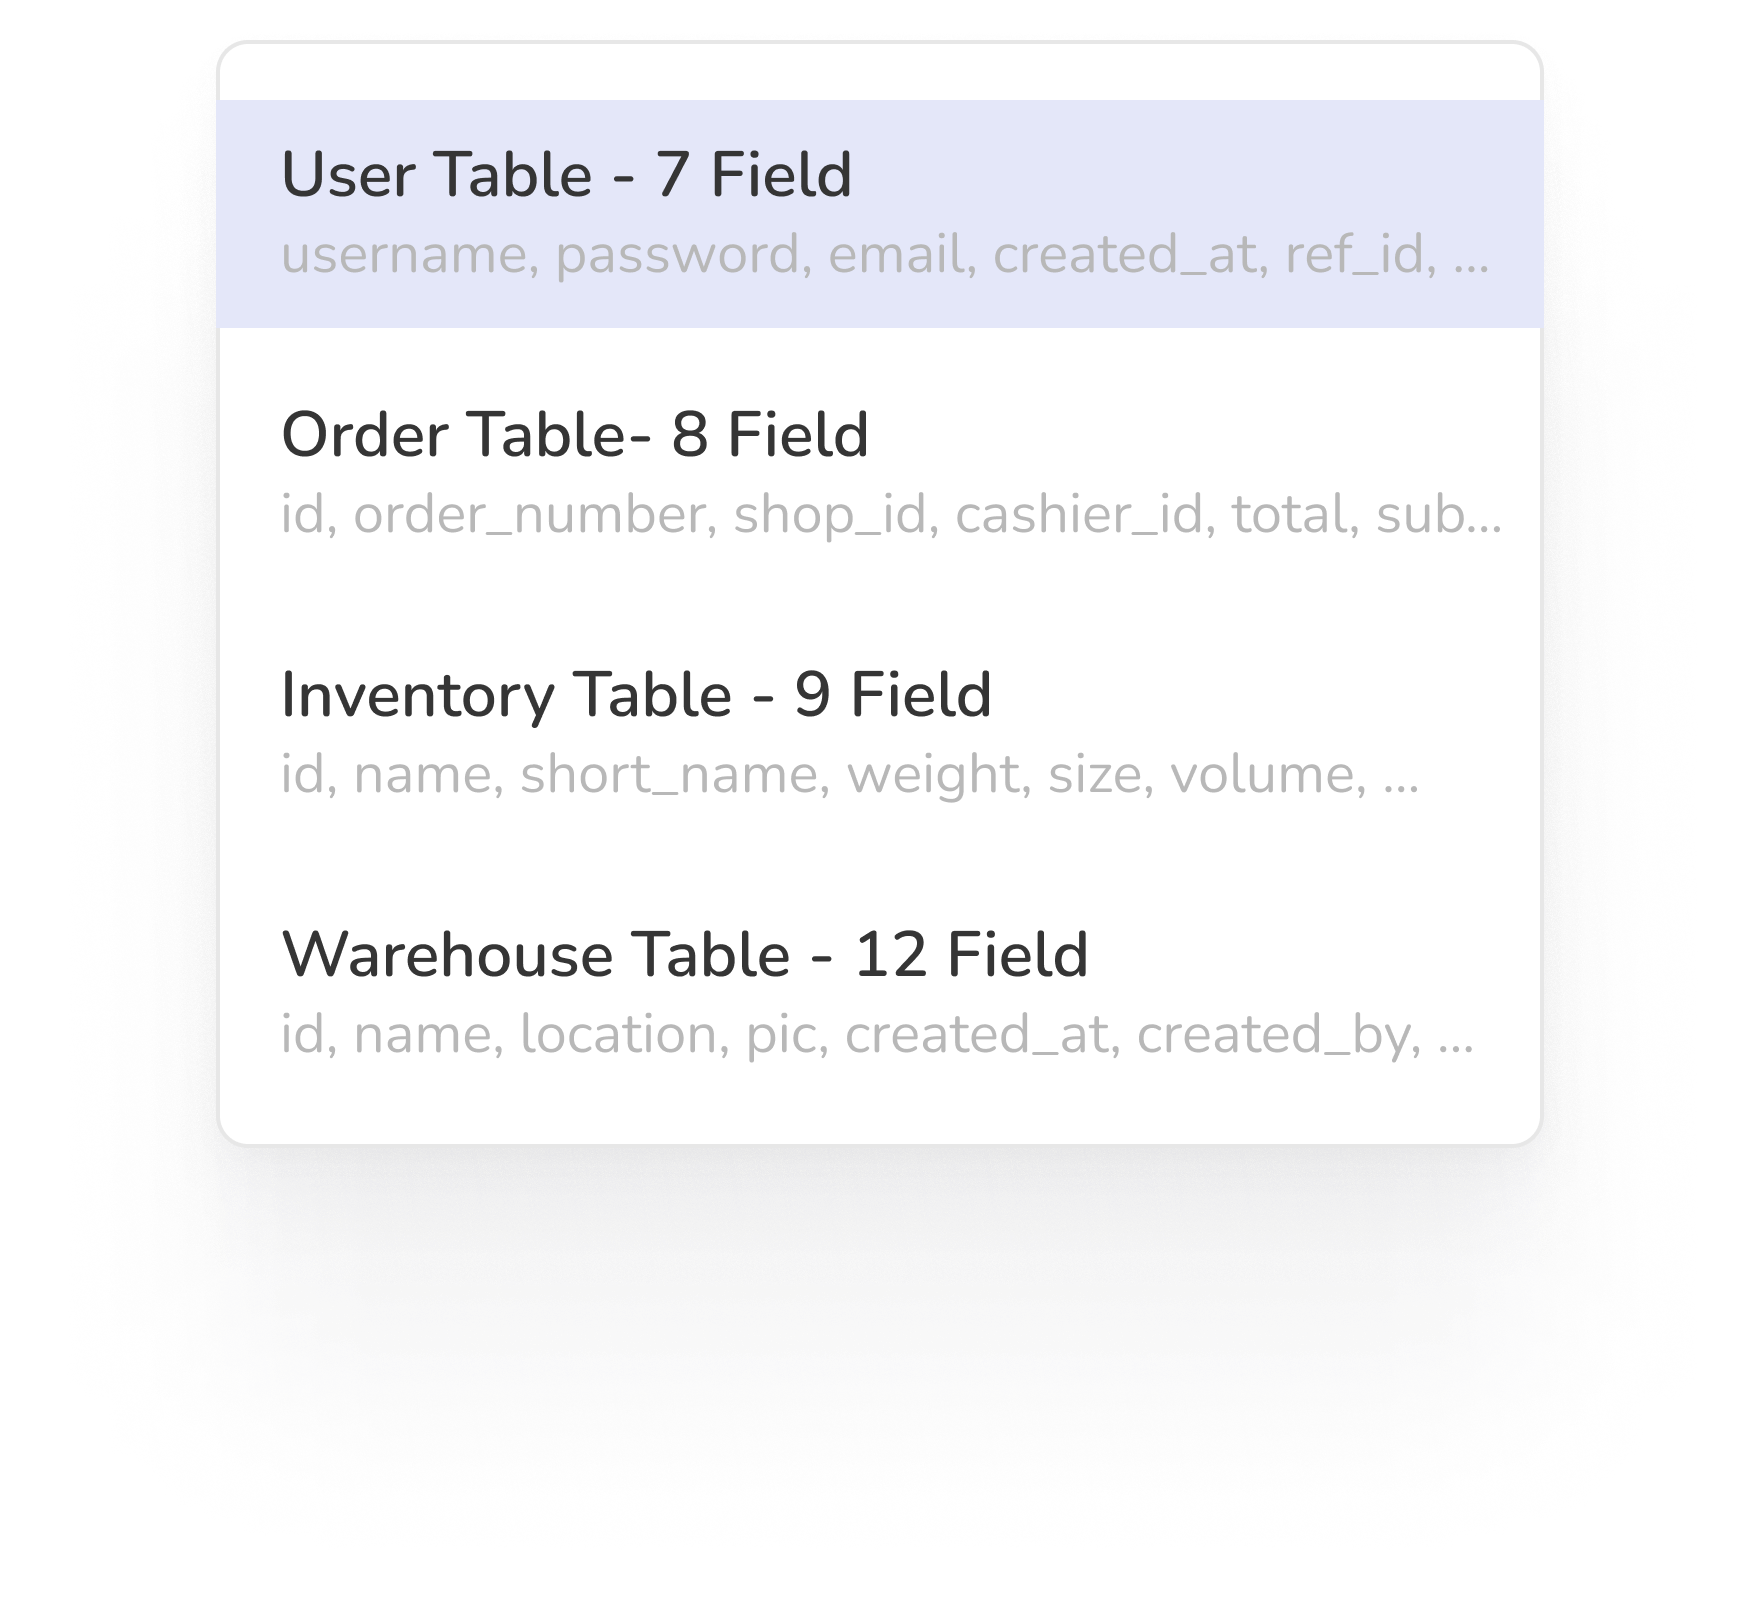 User Table - 7 Field
username, password, email, created_at, ref_id, ...
Order Table- 8 Field
id, order_number, shop_id, cashier_id, total, sub...
Inventory Table - 9 Field
id, name, short_name, weight, size, volume, ...
Warehouse Table - 12 Field
id, name, location, pic, created_at, created_by, ...